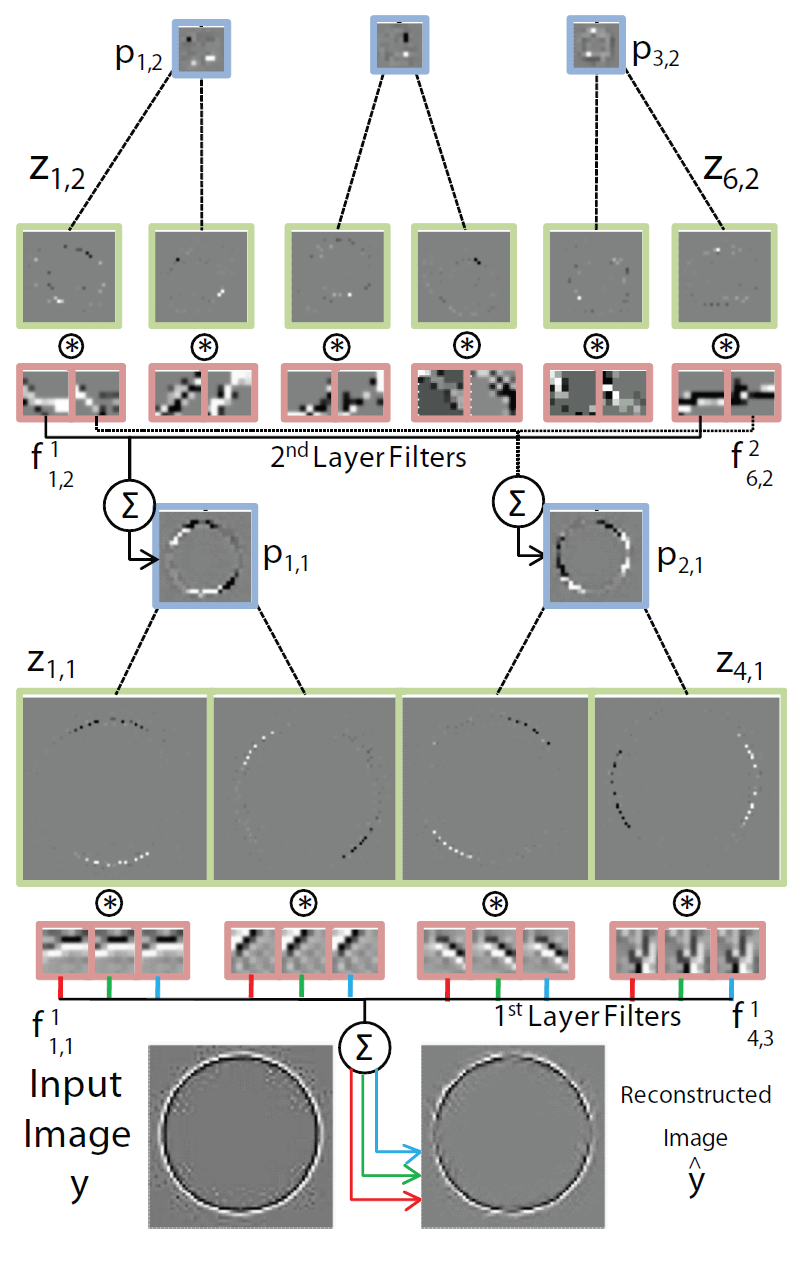 p1,2
p3,2
z1,2
z6,2
* * * * * *
f 1 1,2
2nd Layer Filters
f 2 6,2
Σ
Σ
p1,1
p2,1
z1,1
z4,1
* * * *
f 1 1,1
1st Layer Filters
f 1 4,3
Σ
Input
Image
y
Reconstructed
Image
ŷ